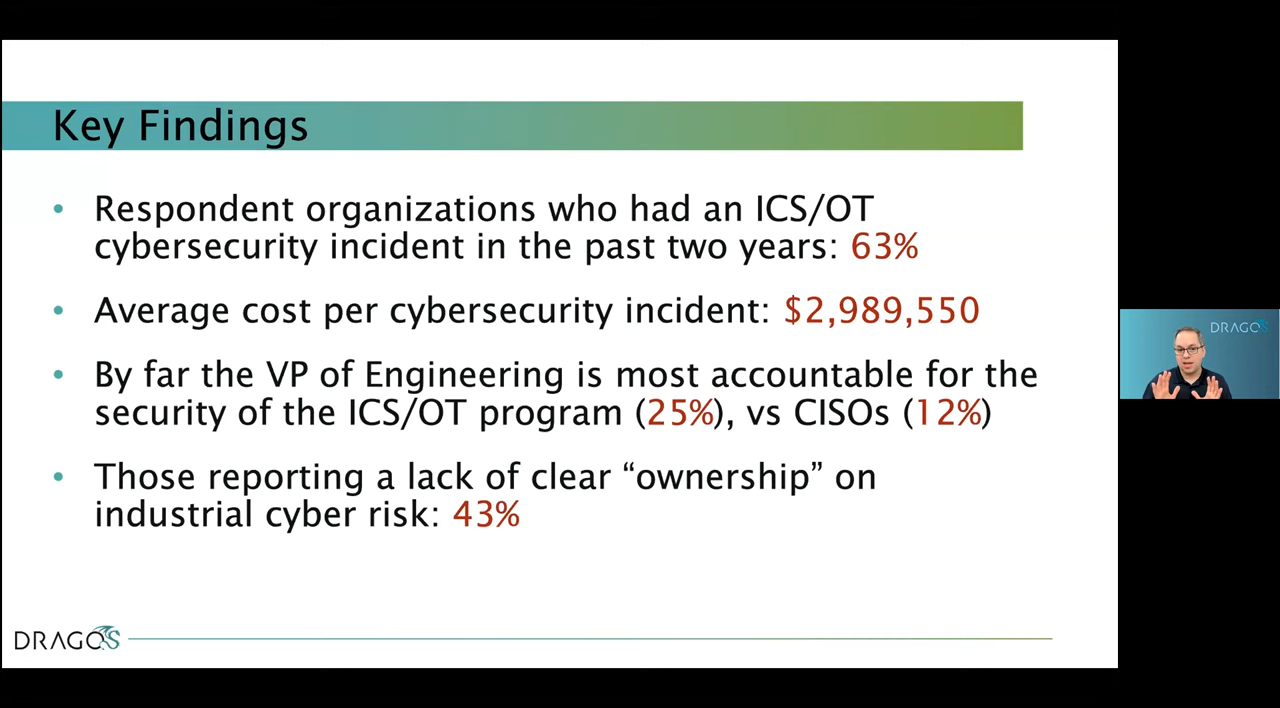 Key Findings
• Respondent organizations who had an ICS/OT
cybersecurity incident in the past two years: 63%
• Average cost per cybersecurity incident: $2,989,550
• By far the VP of Engineering is most accountable for the
security of the ICS/OT program (25%), vs CISOs (12%)
• Those reporting a lack of clear “ownership” on
industrial cyber risk: 43%
DRAGOS
DRAGOS